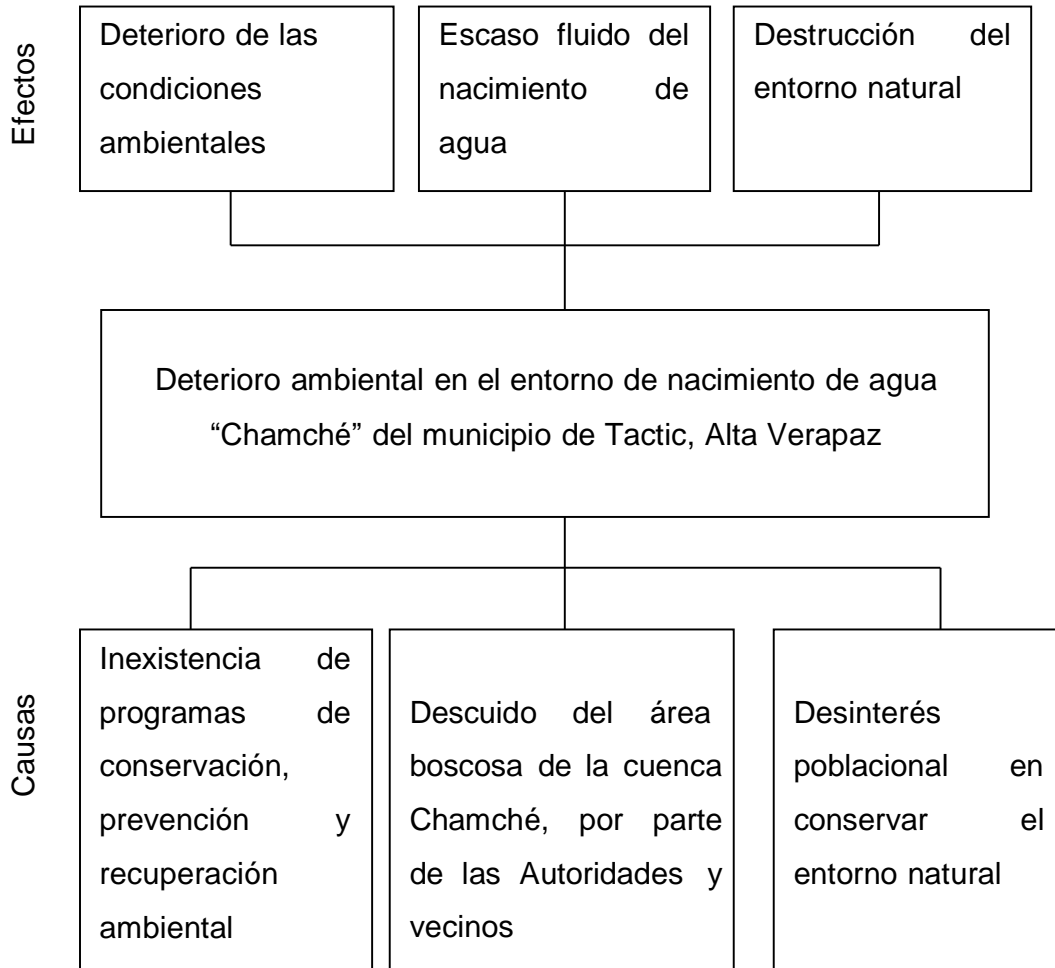 Efectos
Deterioro de las
condiciones
ambientales
Escaso fluido del
nacimiento de
agua
Destrucción del
entorno natural
Deterioro ambiental en el entorno de nacimiento de agua
“Chamché” del municipio de Tactic, Alta Verapaz
Causas
Inexistencia de
programas de
conservación,
prevención y
recuperación
ambiental
Descuido del área
boscosa de la cuenca
Chamché, por parte
de las Autoridades y
vecinos
Desinterés
poblacional en
conservar el
entorno natural